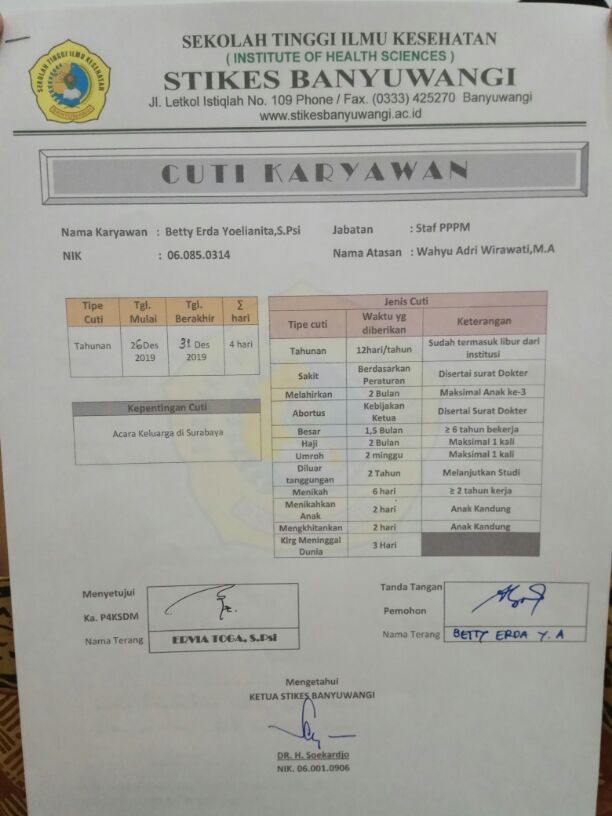 SEKOLAH TINGGI ILMU KESEHATAN
( INSTITUTE OF HEALTH SCIENCES )
STIKES BANYUWANGI
Jl. Letkol Istiqlah No. 109 Phone / Fax. (0333) 425270 Banyuwangi
www.stikesbanyuwangi.ac.id
SEKOLAH TINGGI ILMU KESEHATAN
BANYUWANGI
CUTI KARYAWAN
Nama Karyawan : Betty Erda Yoelianita,S.Psi Jabatan : Staf PPPM
NIK : 06.085.0314 Nama Atasan : Wahyu Adri Wirawati,M.A
Tipe Cuti Tgl. Mulai Tgl. Berakhir ∑ hari
Tahunan 26 Des 2019 31 Des 2019 4 hari
Kepentingan Cuti
Acara Keluarga di Surabaya
Jenis Cuti
Tipe cuti Waktu yg diberikan Keterangan
Tahunan 12hari/tahun Sudah termasuk libur dari institusi
Sakit Berdasarkan Peraturan Disertai surat Dokter
Melahirkan 2 Bulan Maksimal Anak ke-3
Abortus Kebijakan Ketua Disertai Surat Dokter
Besar 1,5 Bulan ≥ 6 tahun bekerja
Haji 2 Bulan Maksimal 1 kali
Umroh 2 minggu Maksimal 1 kali
Diluar tanggungan 2 Tahun Melanjutkan Studi
Menikah 6 hari ≥ 2 tahun kerja
Menikahkan Anak 2 hari Anak Kandung
Mengkhitankan 2 hari Anak Kandung
Klrg Meninggal Dunia 3 Hari
Menyetujui
Ka. P4KSDM
Nama Terang ERVIA TOGA, S.Psi
Tanda Tangan
Pemohon
Nama Terang BETTY ERDA Y. A
Mengetahui
KETUA STIKES BANYUWANGI
DR. H. Soekardjo
NIK. 06.001.0906